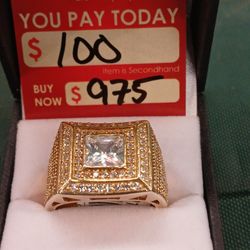 YOU PAY TODAY
$ 100
Item is Secondhand
BUY NOW $ 975